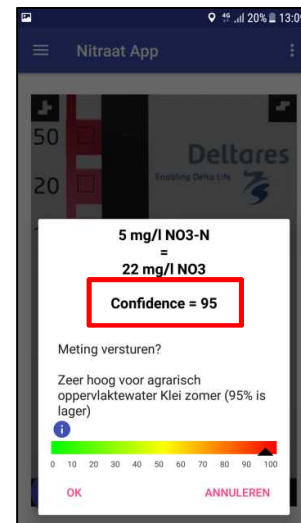 20% 13:09
Nitraat App
50
Deltares
Enabling Delta Life
20
5 mg/l NO3-N
=
22 mg/l NO3
Confidence = 95
Meting versturen?
Zeer hoog voor agrarisch
oppervlaktewater Klei zomer (95% is
lager)
0 10 20 30 40 50 60 70 80 90 100
OK ANNULEREN